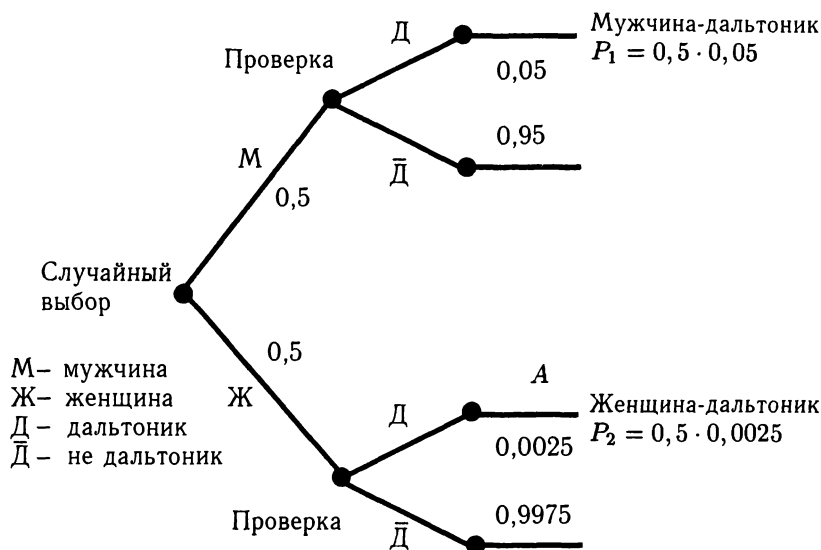 Мужчина-дальтоник
P₁ = 0,5 · 0,05
Д
Проверка
0,05
0,95
М
Д̄
0,5
Случайный
выбор
0,5
М– мужчина
Ж– женщина
Д – дальтоник
Д̄ – не дальтоник
Ж
A
Д
Женщина-дальтоник
P₂ = 0,5 · 0,0025
0,0025
0,9975
Проверка
Д̄